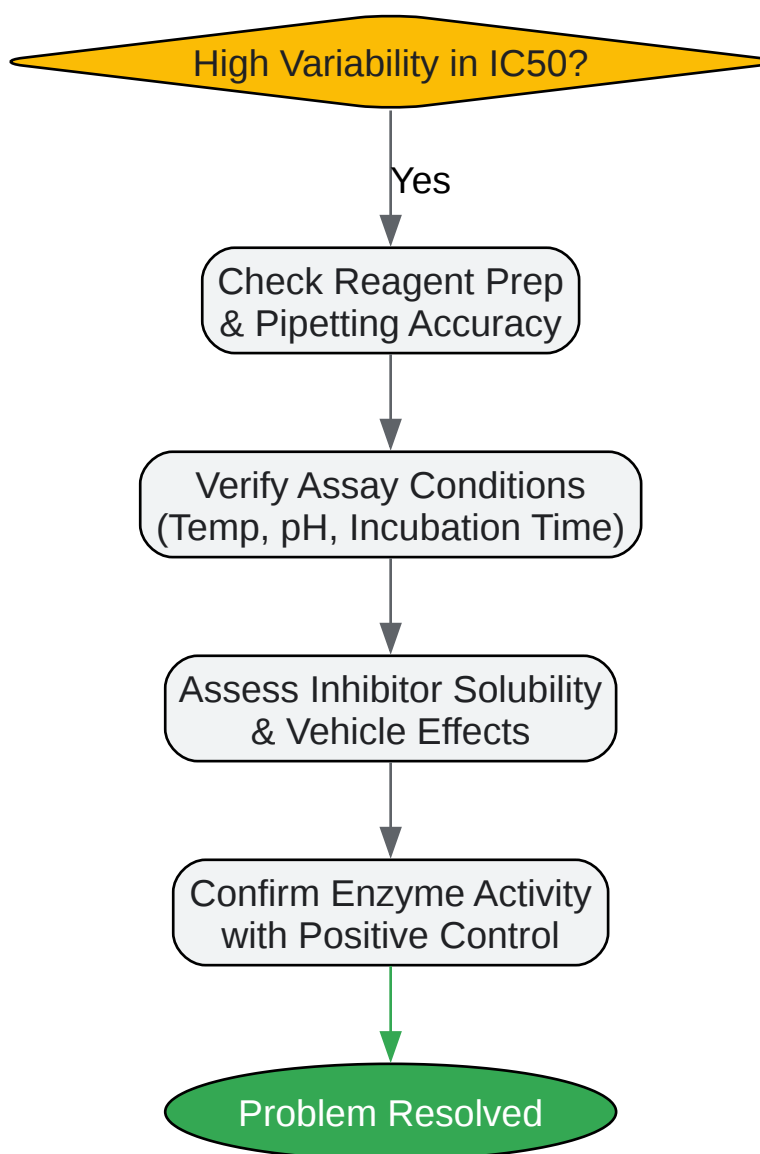 High Variability in IC50?
Yes
Check Reagent Prep
& Pipetting Accuracy
Verify Assay Conditions
(Temp, pH, Incubation Time)
Assess Inhibitor Solubility
& Vehicle Effects
Confirm Enzyme Activity
with Positive Control
Problem Resolved